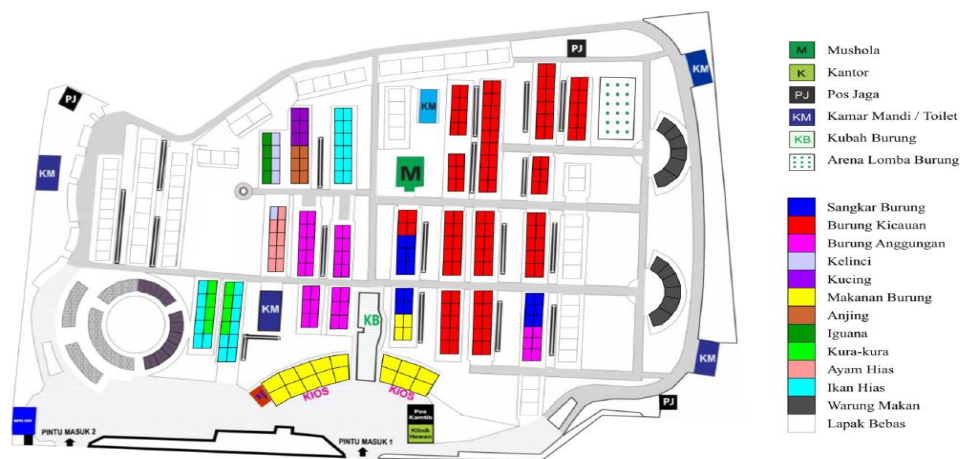 PJ
KM
KM
M
PJ
KM
KM
KB
KM
KIOS
KIOS
Pos
Kamtib
Klinik
Hewan
PJ
PINTU MASUK 2
PINTU MASUK 1
M Mushola
K Kantor
PJ Pos Jaga
KM Kamar Mandi / Toilet
KB Kubah Burung
Arena Lomba Burung
Sangkar Burung
Burung Kicauan
Burung Anggungan
Kelinci
Kucing
Makanan Burung
Anjing
Iguana
Kura-kura
Ayam Hias
Ikan Hias
Warung Makan
Lapak Bebas